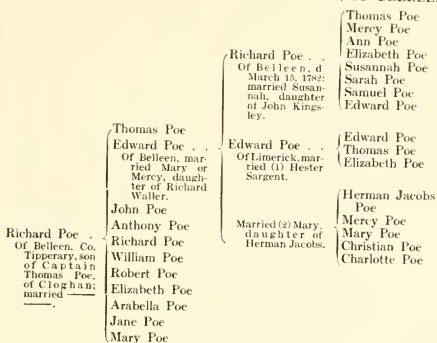 Richard Poe .
Of Belleen, Co.
Tipperary, son
of Captain
Thomas Poe,
of Cloghan;
married ——
——.
Thomas Poe
Edward Poe . .
Of Belleen, mar-
ried Mary or
Mercy, daugh-
ter of Richard
Waller.
John Poe
Anthony Poe
Richard Poe
William Poe
Robert Poe
Elizabeth Poe
Arabella Poe
Jane Poe
Mary Poe
Richard Poe . .
Of Belleen, d
March 15, 1782;
married Susan-
nah, daughter
of John Kings-
ley.
Edward Poe . .
Of Limerick, mar-
ried (1) Hester
Sargent.
Married (2) Mary,
daughter of
Herman Jacobs.
Thomas Poe
Mercy Poe
Ann Poe
Elizabeth Poe
Susannah Poe
Sarah Poe
Samuel Poe
Edward Poe
Edward Poe
Thomas Poe
Elizabeth Poe
Herman Jacobs
Poe
Mercy Poe
Mary Poe
Christian Poe
Charlotte Poe